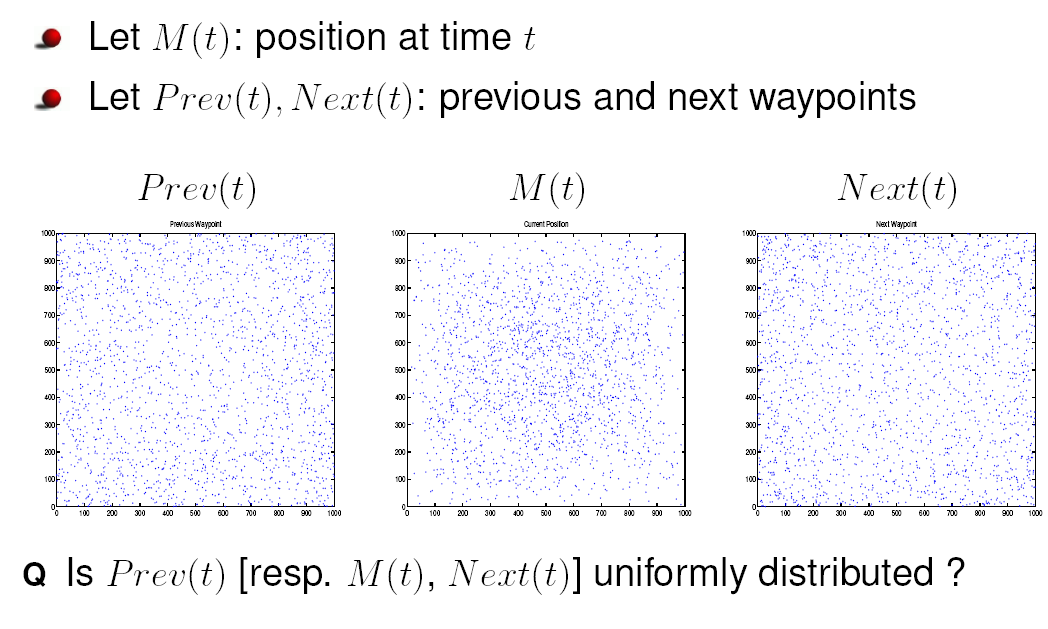 Let M(t): position at time t
Let Prev(t), Next(t): previous and next waypoints
Prev(t) M(t) Next(t)
Previous Waypoint Current Position Next Waypoint
1000 1000 1000
900 900 900
800 800 800
700 700 700
600 600 600
500 500 500
400 400 400
300 300 300
200 200 200
100 100 100
0 0 0
0 100 200 300 400 500 600 700 800 900 1000 0 100 200 300 400 500 600 700 800 900 1000 0 100 200 300 400 500 600 700 800 900 1000
Q Is Prev(t) [resp. M(t), Next(t)] uniformly distributed ?